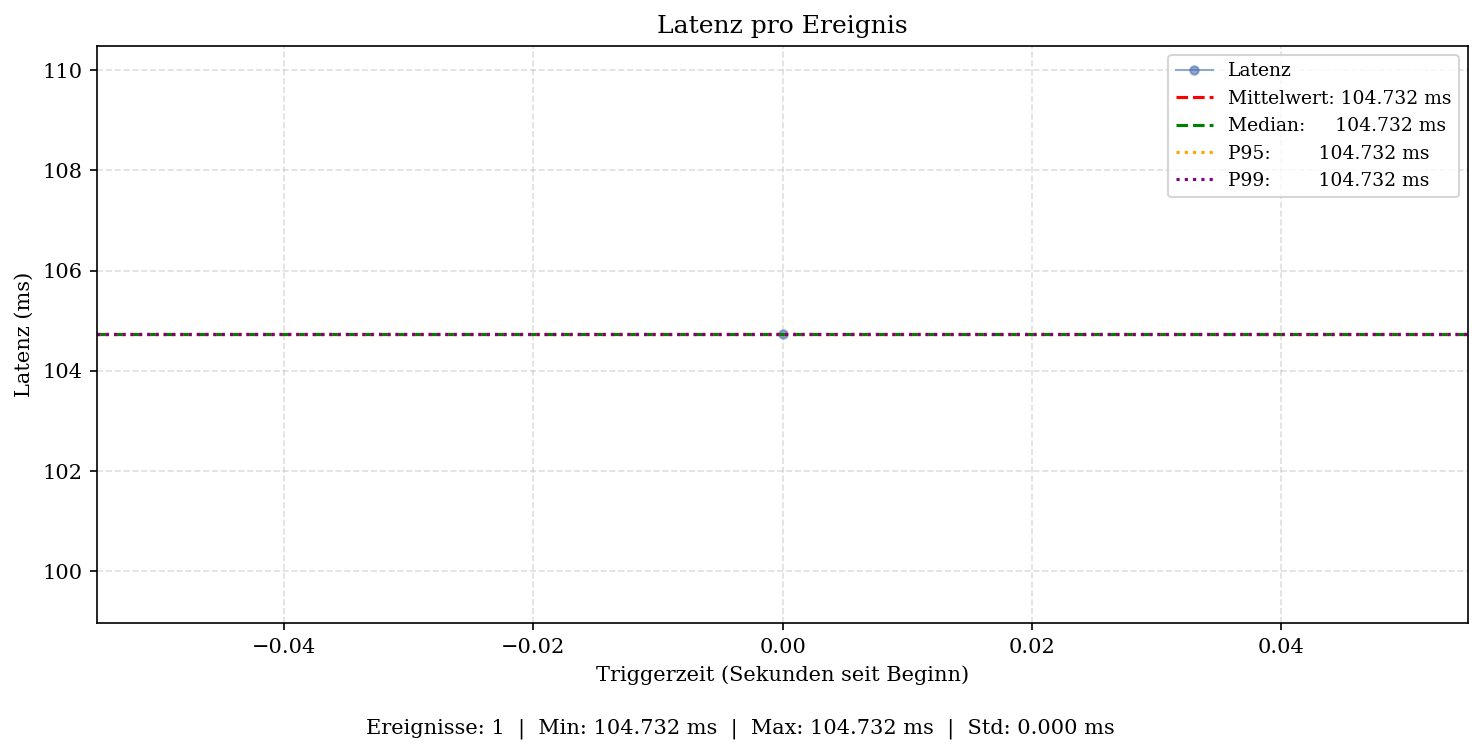 Latenz pro Ereignis
110
108
106
104
102
100
Latenz (ms)
Latenz
Mittelwert: 104.732 ms
Median: 104.732 ms
P95: 104.732 ms
P99: 104.732 ms
−0.04 −0.02 0.00 0.02 0.04
Triggerzeit (Sekunden seit Beginn)
Ereignisse: 1 | Min: 104.732 ms | Max: 104.732 ms | Std: 0.000 ms